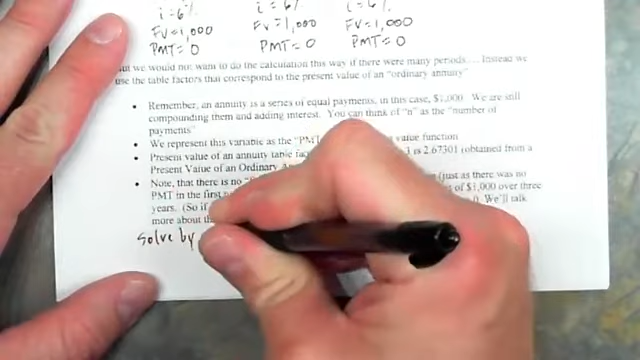 i = 6% i = 6% i = 6%
FV = 1,000 FV = 1,000 FV = 1,000
PMT = 0 PMT = 0 PMT = 0
but we would not want to do the calculation this way if there were many periods… Instead we
use the table factors that correspond to the present value of an "ordinary annuity"
• Remember, an annuity is a series of equal payments, in this case, $1,000. We are still
compounding them and adding interest. You can think of "n" as the "number of
payments"
• We represent this variable as the "PMT value function
• Present value of an annuity table 3 is 2.67301 (obtained from a
Present Value of an Ordinary
• Note, that there is no (just as there was no
PMT in the first of $1,000 over three
years. (So if 0. We'll talk
more about
solve by